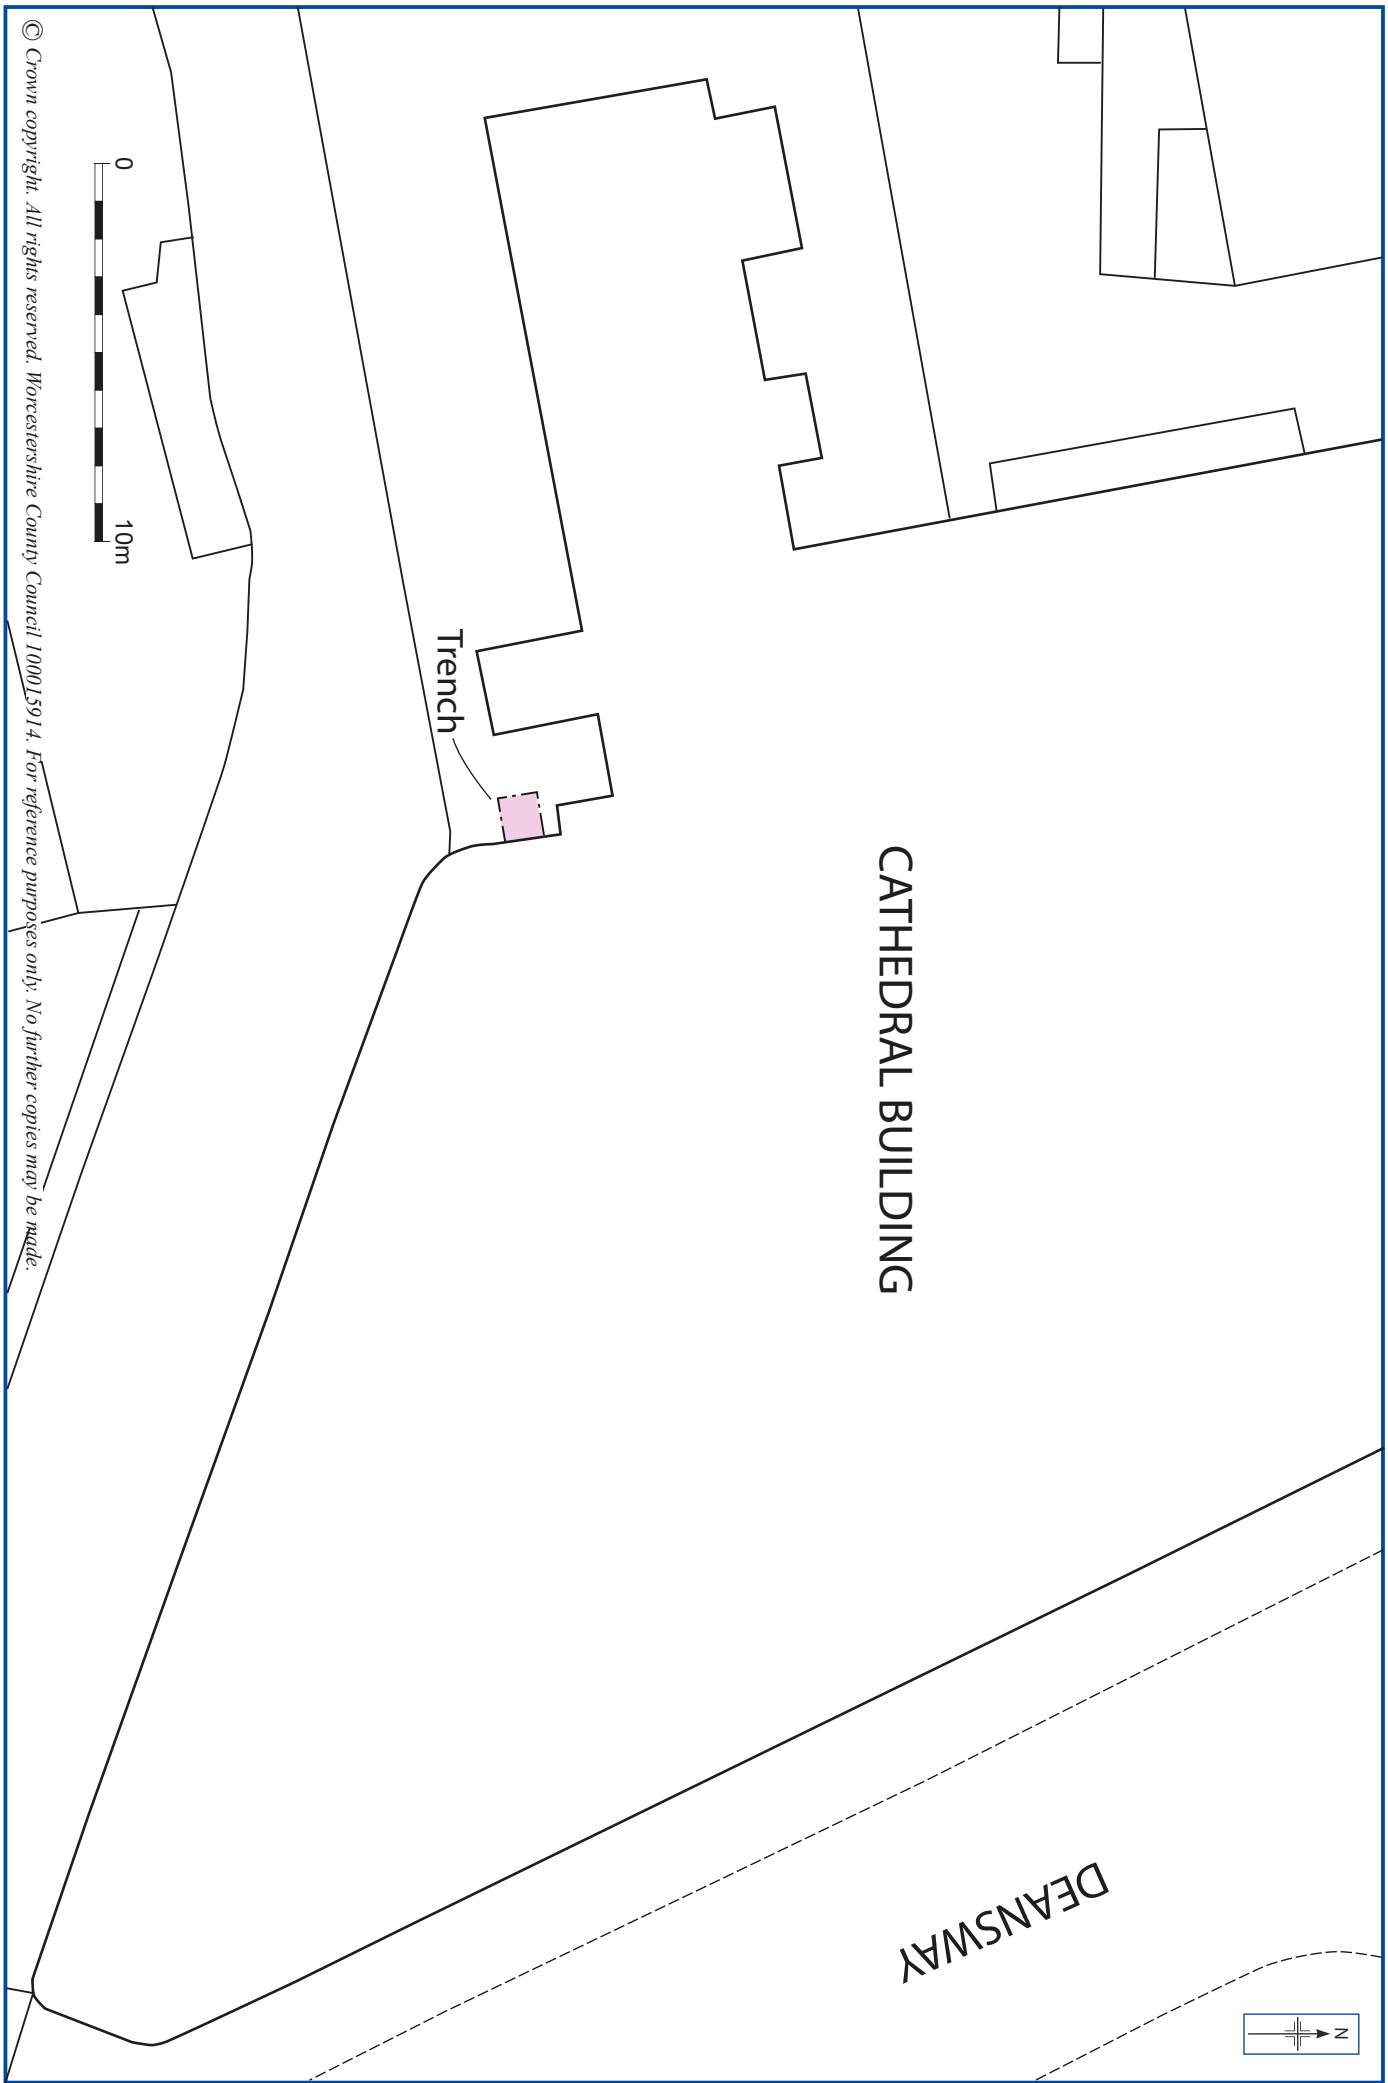 CATHEDRAL BUILDING
DEANSWAY
Trench
N
0
10m
© Crown copyright. All rights reserved. Worcestershire County Council 100015914. For reference purposes only. No further copies may be made.